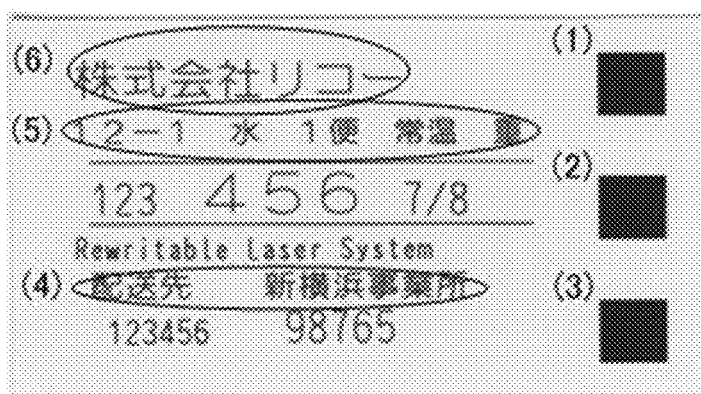 (6) 株式会社リコー (1)
(5) 12-1 水 1便 常温
(2)
123 456 7/8
Rewritable Laser System
(4) 配送先 新横浜事業所 (3)
123456 98765